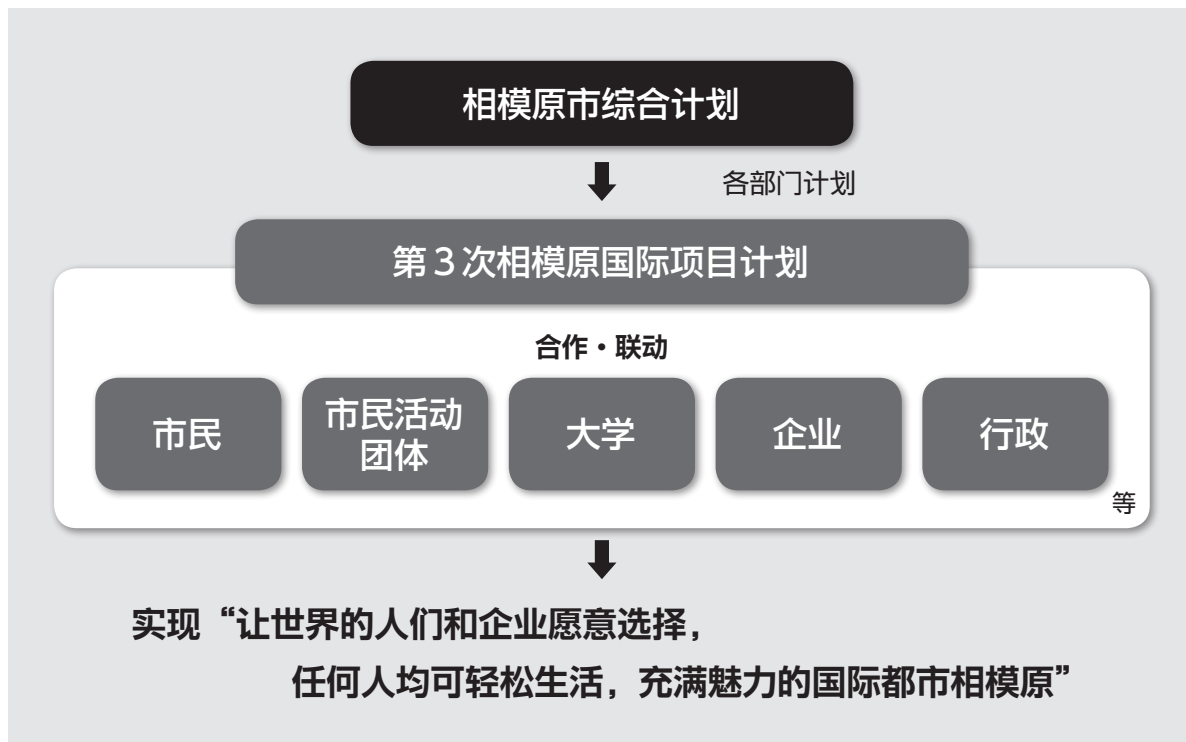 相模原市综合计划
各部门计划
第3次相模原国际项目计划
合作・联动
市民
市民活动
团体
大学
企业
行政
等
实现“让世界的人们和企业愿意选择，
任何人均可轻松生活，充满魅力的国际都市相模原”